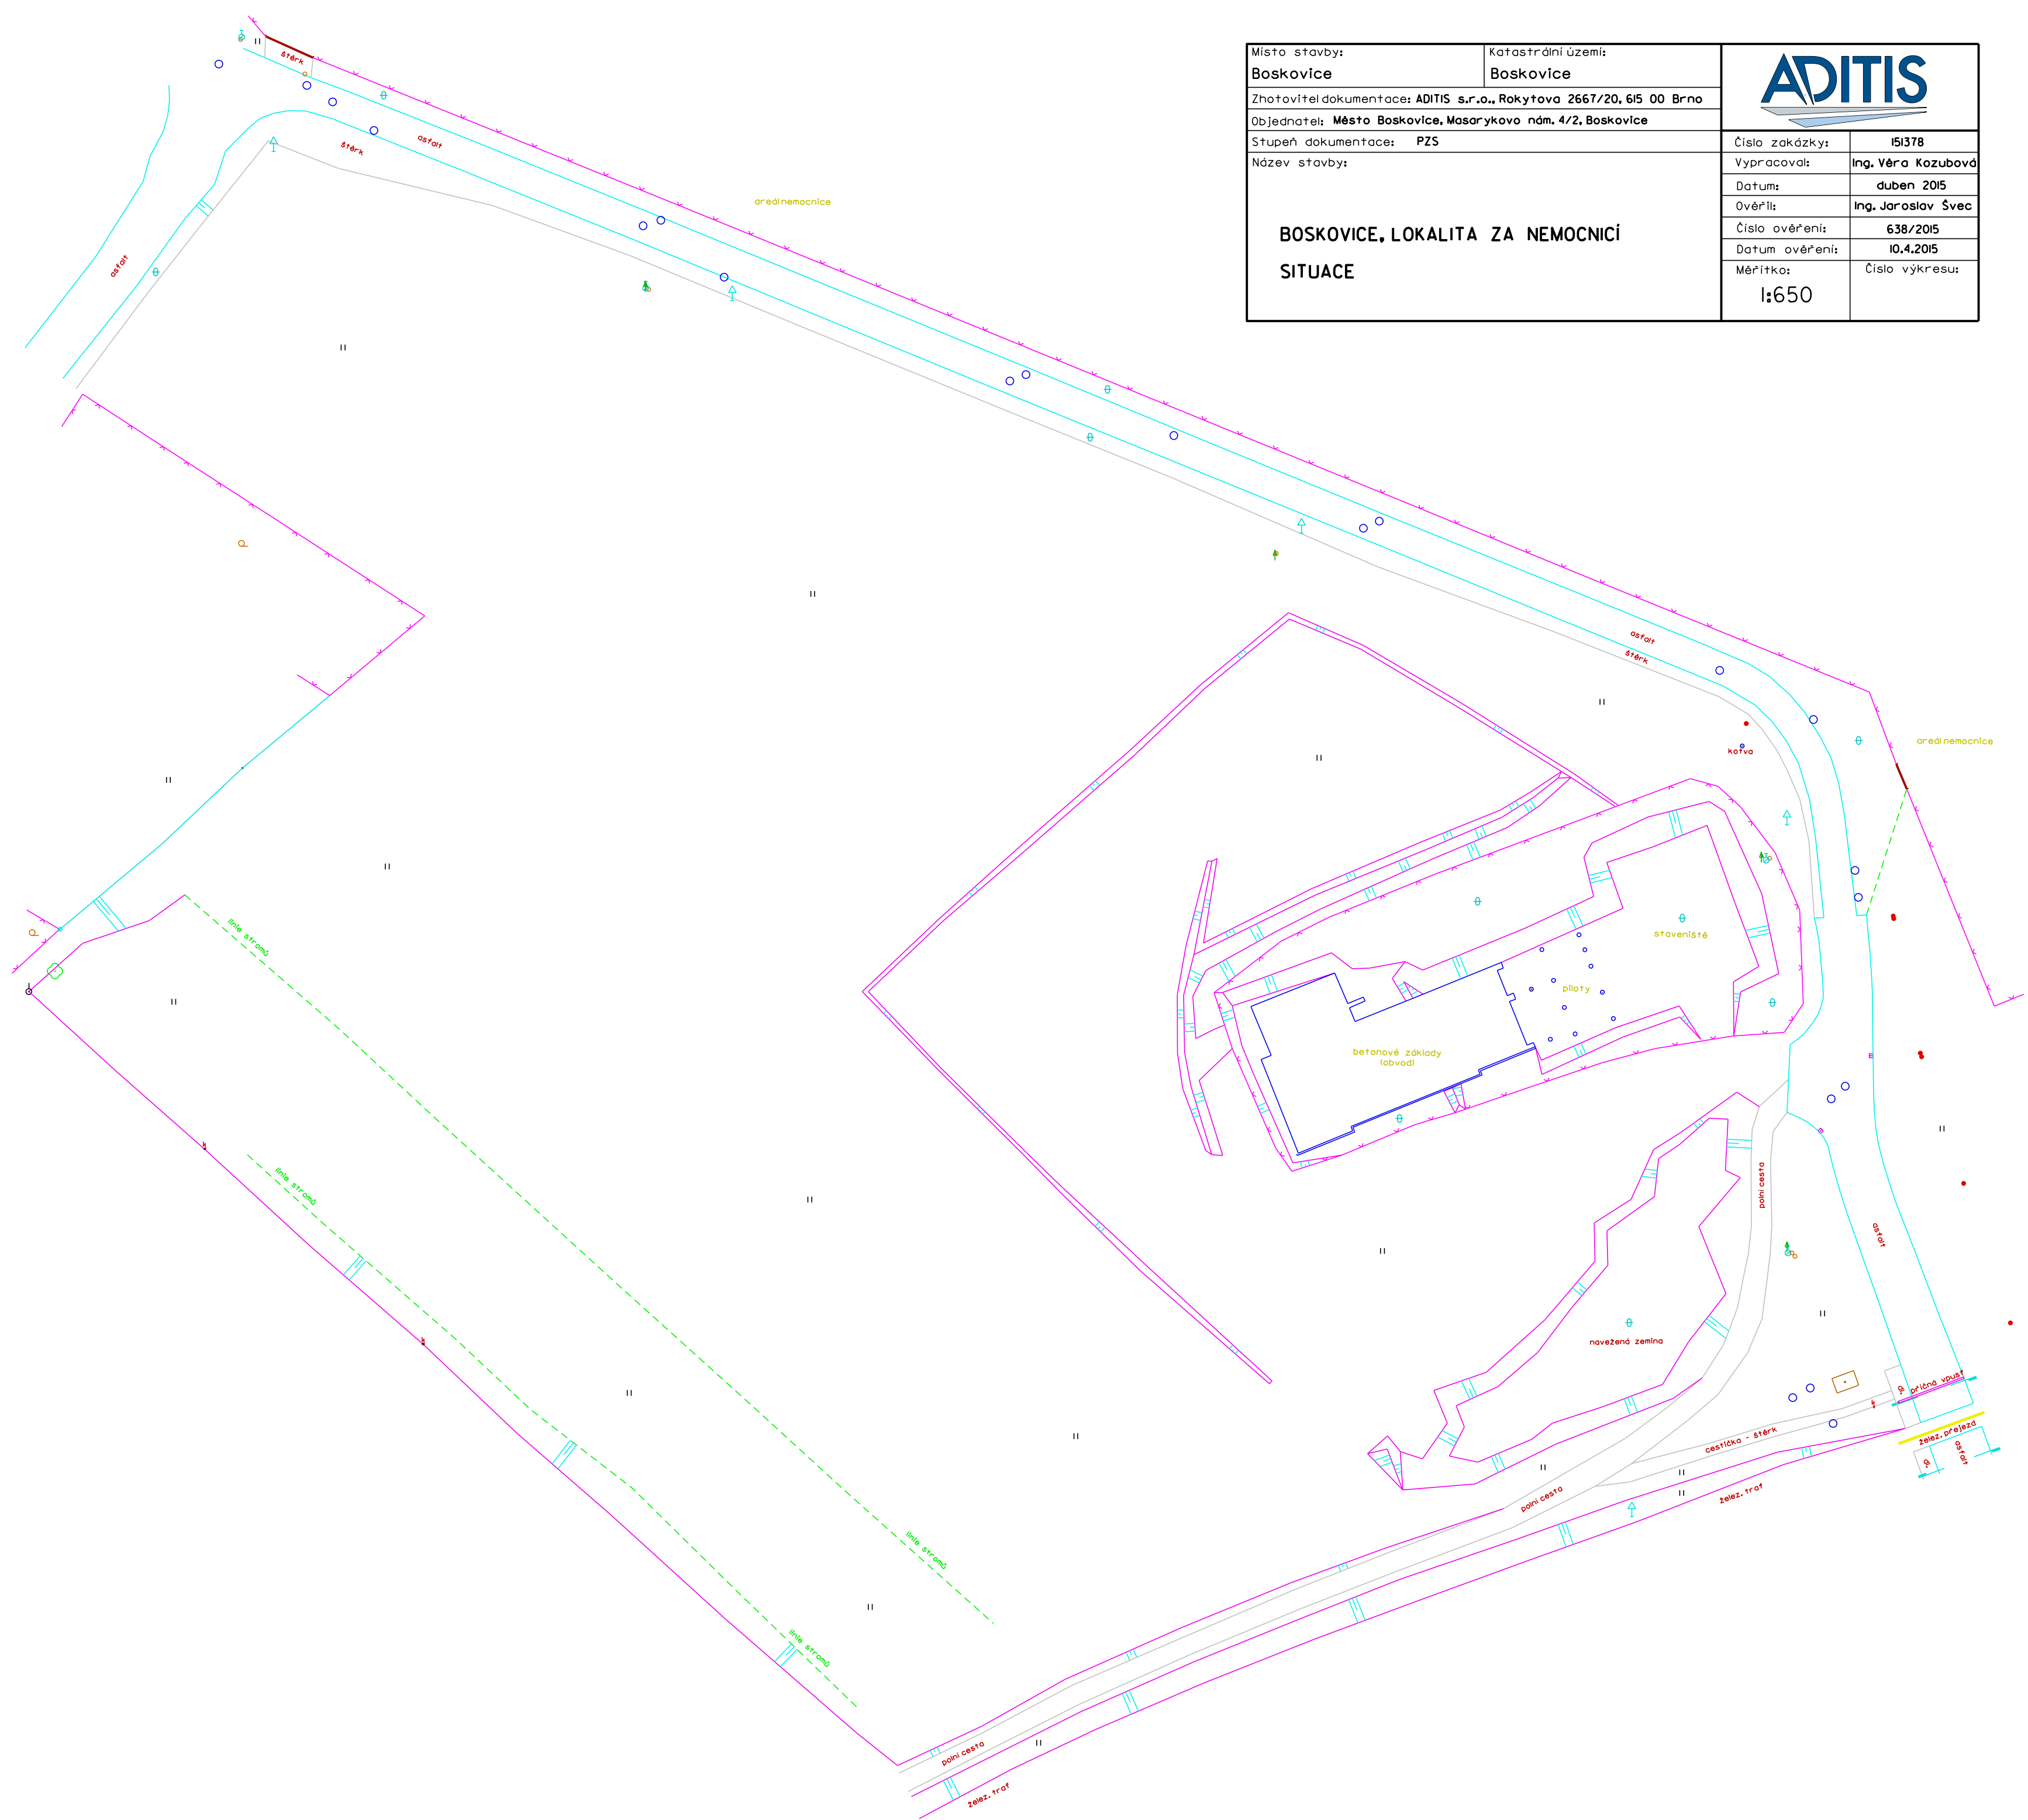 Místo stavby:
Boskovice
Katastrální území:
Boskovice
ADITIS
Zhotovitel dokumentace: ADITIS s.r.o., Rokytova 2667/20, 615 00 Brno
Objednatel: Město Boskovice, Masarykovo nám. 4/2, Boskovice
Stupeň dokumentace: PZS
Název stavby:
BOSKOVICE, LOKALITA ZA NEMOCNICÍ
SITUACE
Číslo zakázky: 151378
Vypracoval: Ing. Věra Kozubová
Datum: duben 2015
Ověřil: Ing. Jaroslav Švec
Číslo ověření: 638/2015
Datum ověření: 10.4.2015
Měřítko:
1:650
Číslo výkresu:
štěrk
asfalt
štěrk
areál nemocnice
asfalt
asfalt
štěrk
kotva
areál nemocnice
linie stromů
staveniště
piloty
betonové základy
(obvod)
linie stromů
polní cesta
asfalt
navežená zemina
příčná vpusť
dl.
želez. přejezd
cestička - štěrk
asfalt
dl.
polní cesta
želez. trať
linie stromů
linie stromů
polní cesta
želez. trať